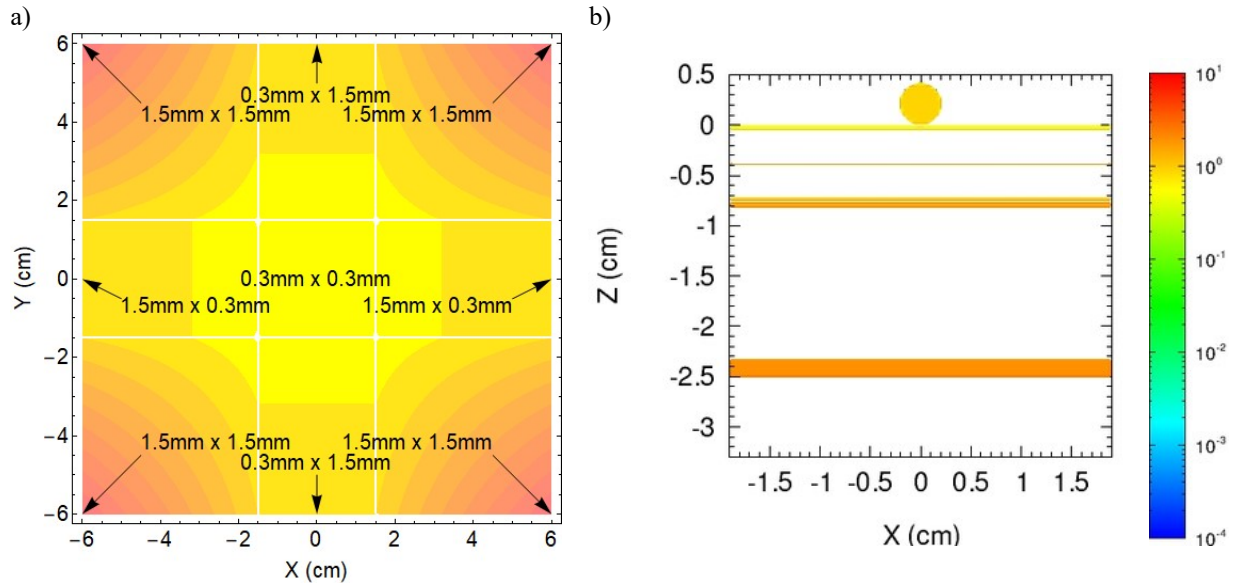 a)
b)
6
4
2
0
−2
−4
−6
Y (cm)
−6
−4
−2
0
2
4
6
X (cm)
0.3mm x 1.5mm
1.5mm x 1.5mm
1.5mm x 1.5mm
0.3mm x 0.3mm
1.5mm x 0.3mm
1.5mm x 0.3mm
1.5mm x 1.5mm
1.5mm x 1.5mm
0.3mm x 1.5mm
0.5
0
-0.5
-1
-1.5
-2
-2.5
-3
Z (cm)
-1.5
-1
-0.5
0
0.5
1
1.5
X (cm)
10¹
10⁰
10⁻¹
10⁻²
10⁻³
10⁻⁴